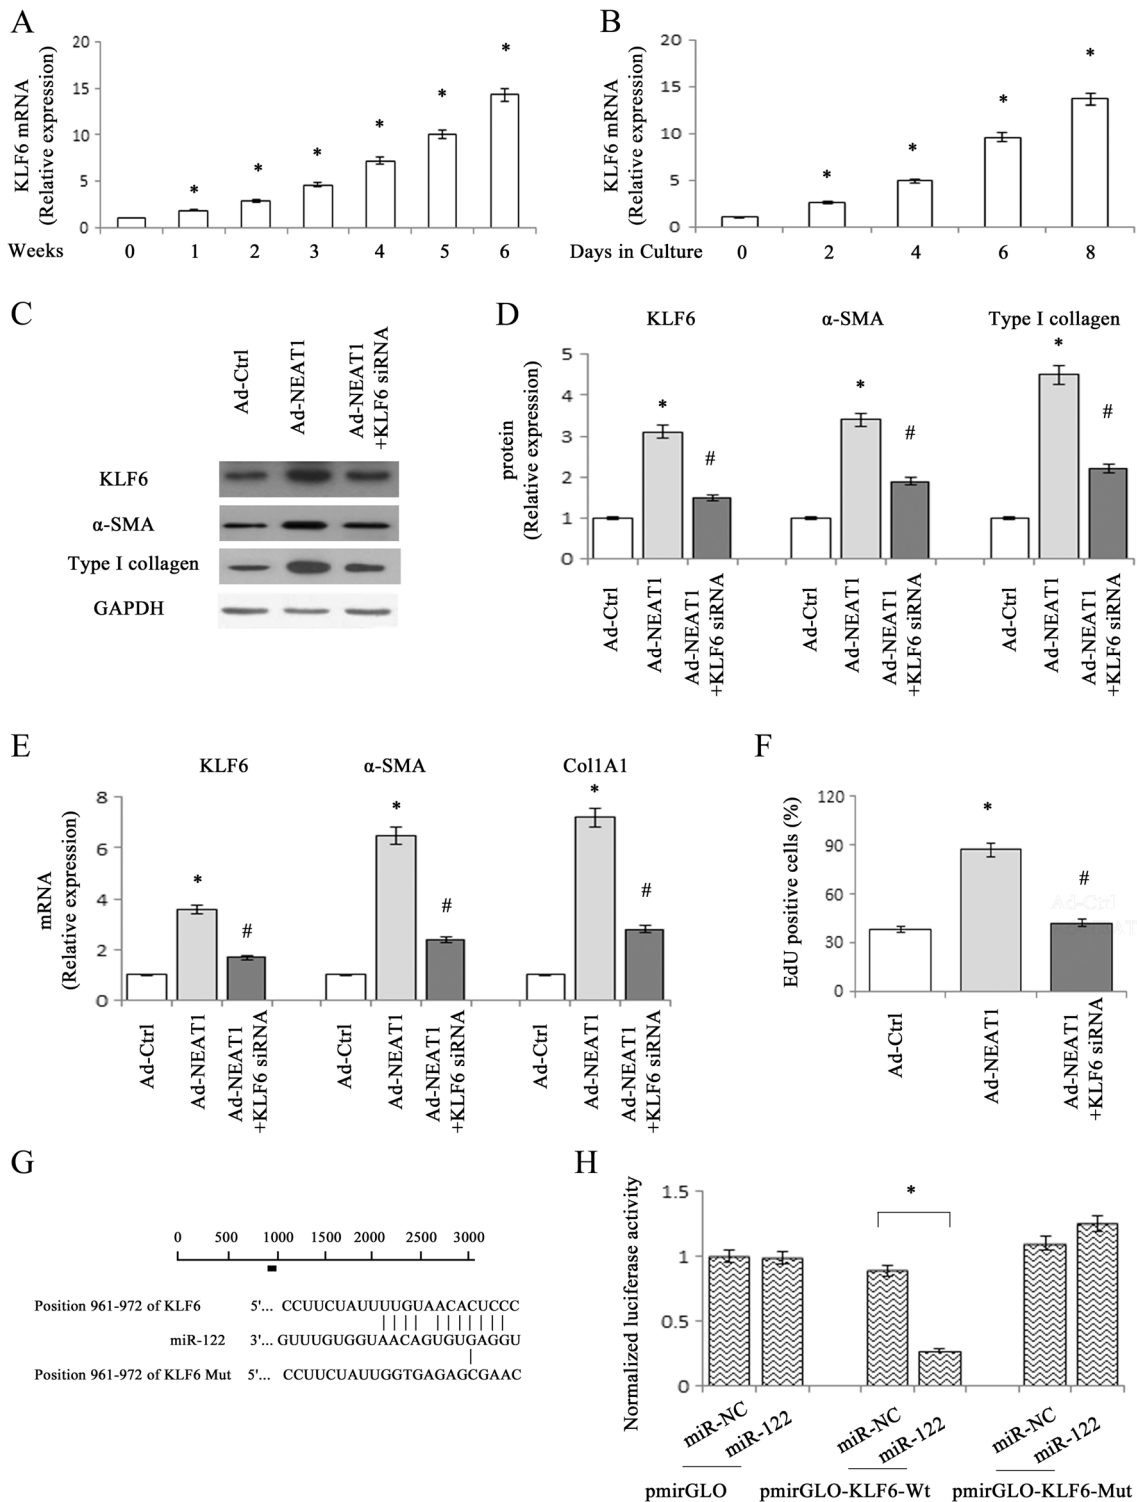 A
KLF6 mRNA
(Relative expression)
20
15
10
5
0
*
*
*
*
*
*
Weeks
0 1 2 3 4 5 6
B
KLF6 mRNA
(Relative expression)
20
15
10
5
0
*
*
*
*
Days in Culture
0 2 4 6 8
C
Ad-Ctrl
Ad-NEAT1
Ad-NEAT1
+KLF6 siRNA
KLF6
α-SMA
Type I collagen
GAPDH
D
KLF6 α-SMA Type I collagen
protein
(Relative expression)
5
4
3
2
1
0
* #
* #
* #
Ad-Ctrl
Ad-NEAT1
Ad-NEAT1
+KLF6 siRNA
Ad-Ctrl
Ad-NEAT1
Ad-NEAT1
+KLF6 siRNA
Ad-Ctrl
Ad-NEAT1
Ad-NEAT1
+KLF6 siRNA
E
KLF6 α-SMA Col1A1
mRNA
(Relative expression)
8
6
4
2
0
* #
* #
* #
Ad-Ctrl
Ad-NEAT1
Ad-NEAT1
+KLF6 siRNA
Ad-Ctrl
Ad-NEAT1
Ad-NEAT1
+KLF6 siRNA
Ad-Ctrl
Ad-NEAT1
Ad-NEAT1
+KLF6 siRNA
F
EdU positive cells (%)
120
90
60
30
0
*
#
Ad-Ctrl
Ad-Ctrl
Ad-NEAT1
Ad-NEAT1
+KLF6 siRNA
G
0 500 1000 1500 2000 2500 3000
Position 961-972 of KLF6 5'... CCUUCUAUUUUGUAACACUCCC
miR-122 3'... GUUUGUGGUAACAGUGUGAGGU
Position 961-972 of KLF6 Mut 5'... CCUUCUAUUGGTGAGAGCGAAC
H
Normalized luciferase activity
1.5
1
0.5
0
*
miR-NC
miR-122
miR-NC
miR-122
miR-NC
miR-122
pmirGLO pmirGLO-KLF6-Wt pmirGLO-KLF6-Mut